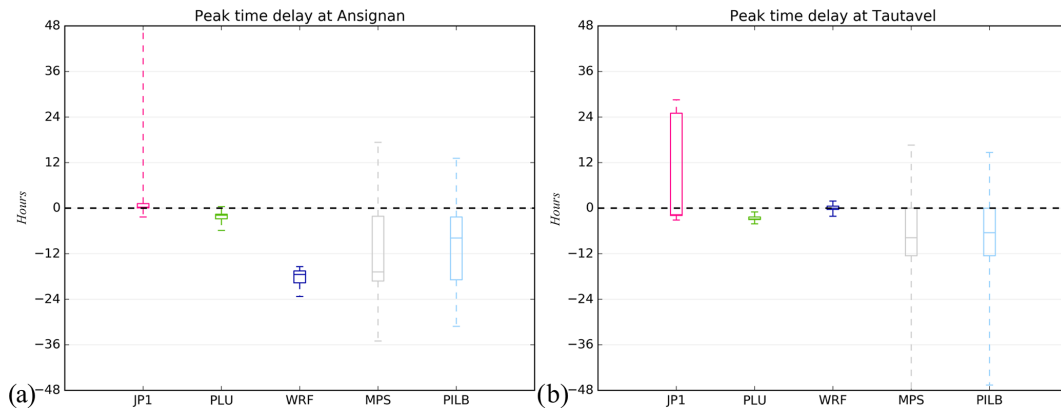 Peak time delay at Ansignan
48
36
24
12
0
−12
−24
−36
−48
Hours
JP1 PLU WRF MPS PILB
(a)
Peak time delay at Tautavel
48
36
24
12
0
−12
−24
−36
−48
Hours
JP1 PLU WRF MPS PILB
(b)